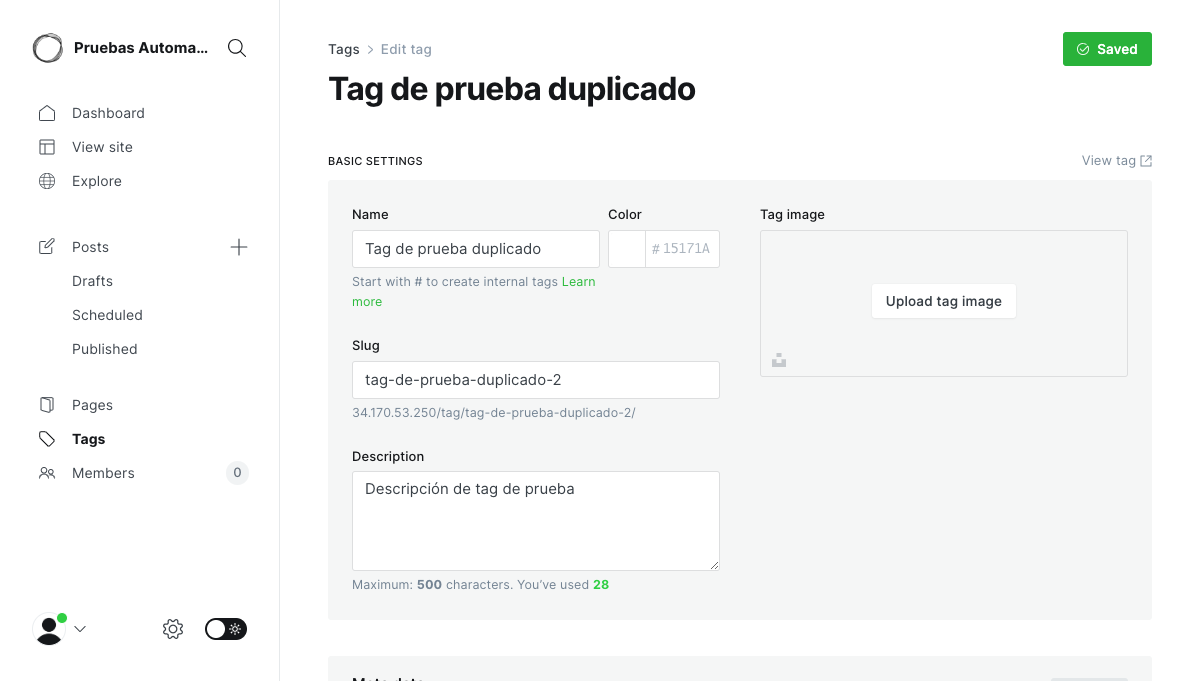 Pruebas Automa...
Dashboard
View site
Explore
Posts
Drafts
Scheduled
Published
Pages
Tags
Members
0
Tags > Edit tag
Saved
Tag de prueba duplicado
BASIC SETTINGS
View tag
Name
Tag de prueba duplicado
Start with # to create internal tags Learn
more
Color
# 15171A
Slug
tag-de-prueba-duplicado-2
34.170.53.250/tag/tag-de-prueba-duplicado-2/
Description
Descripción de tag de prueba
Maximum: 500 characters. You’ve used 28
Tag image
Upload tag image
Meta data